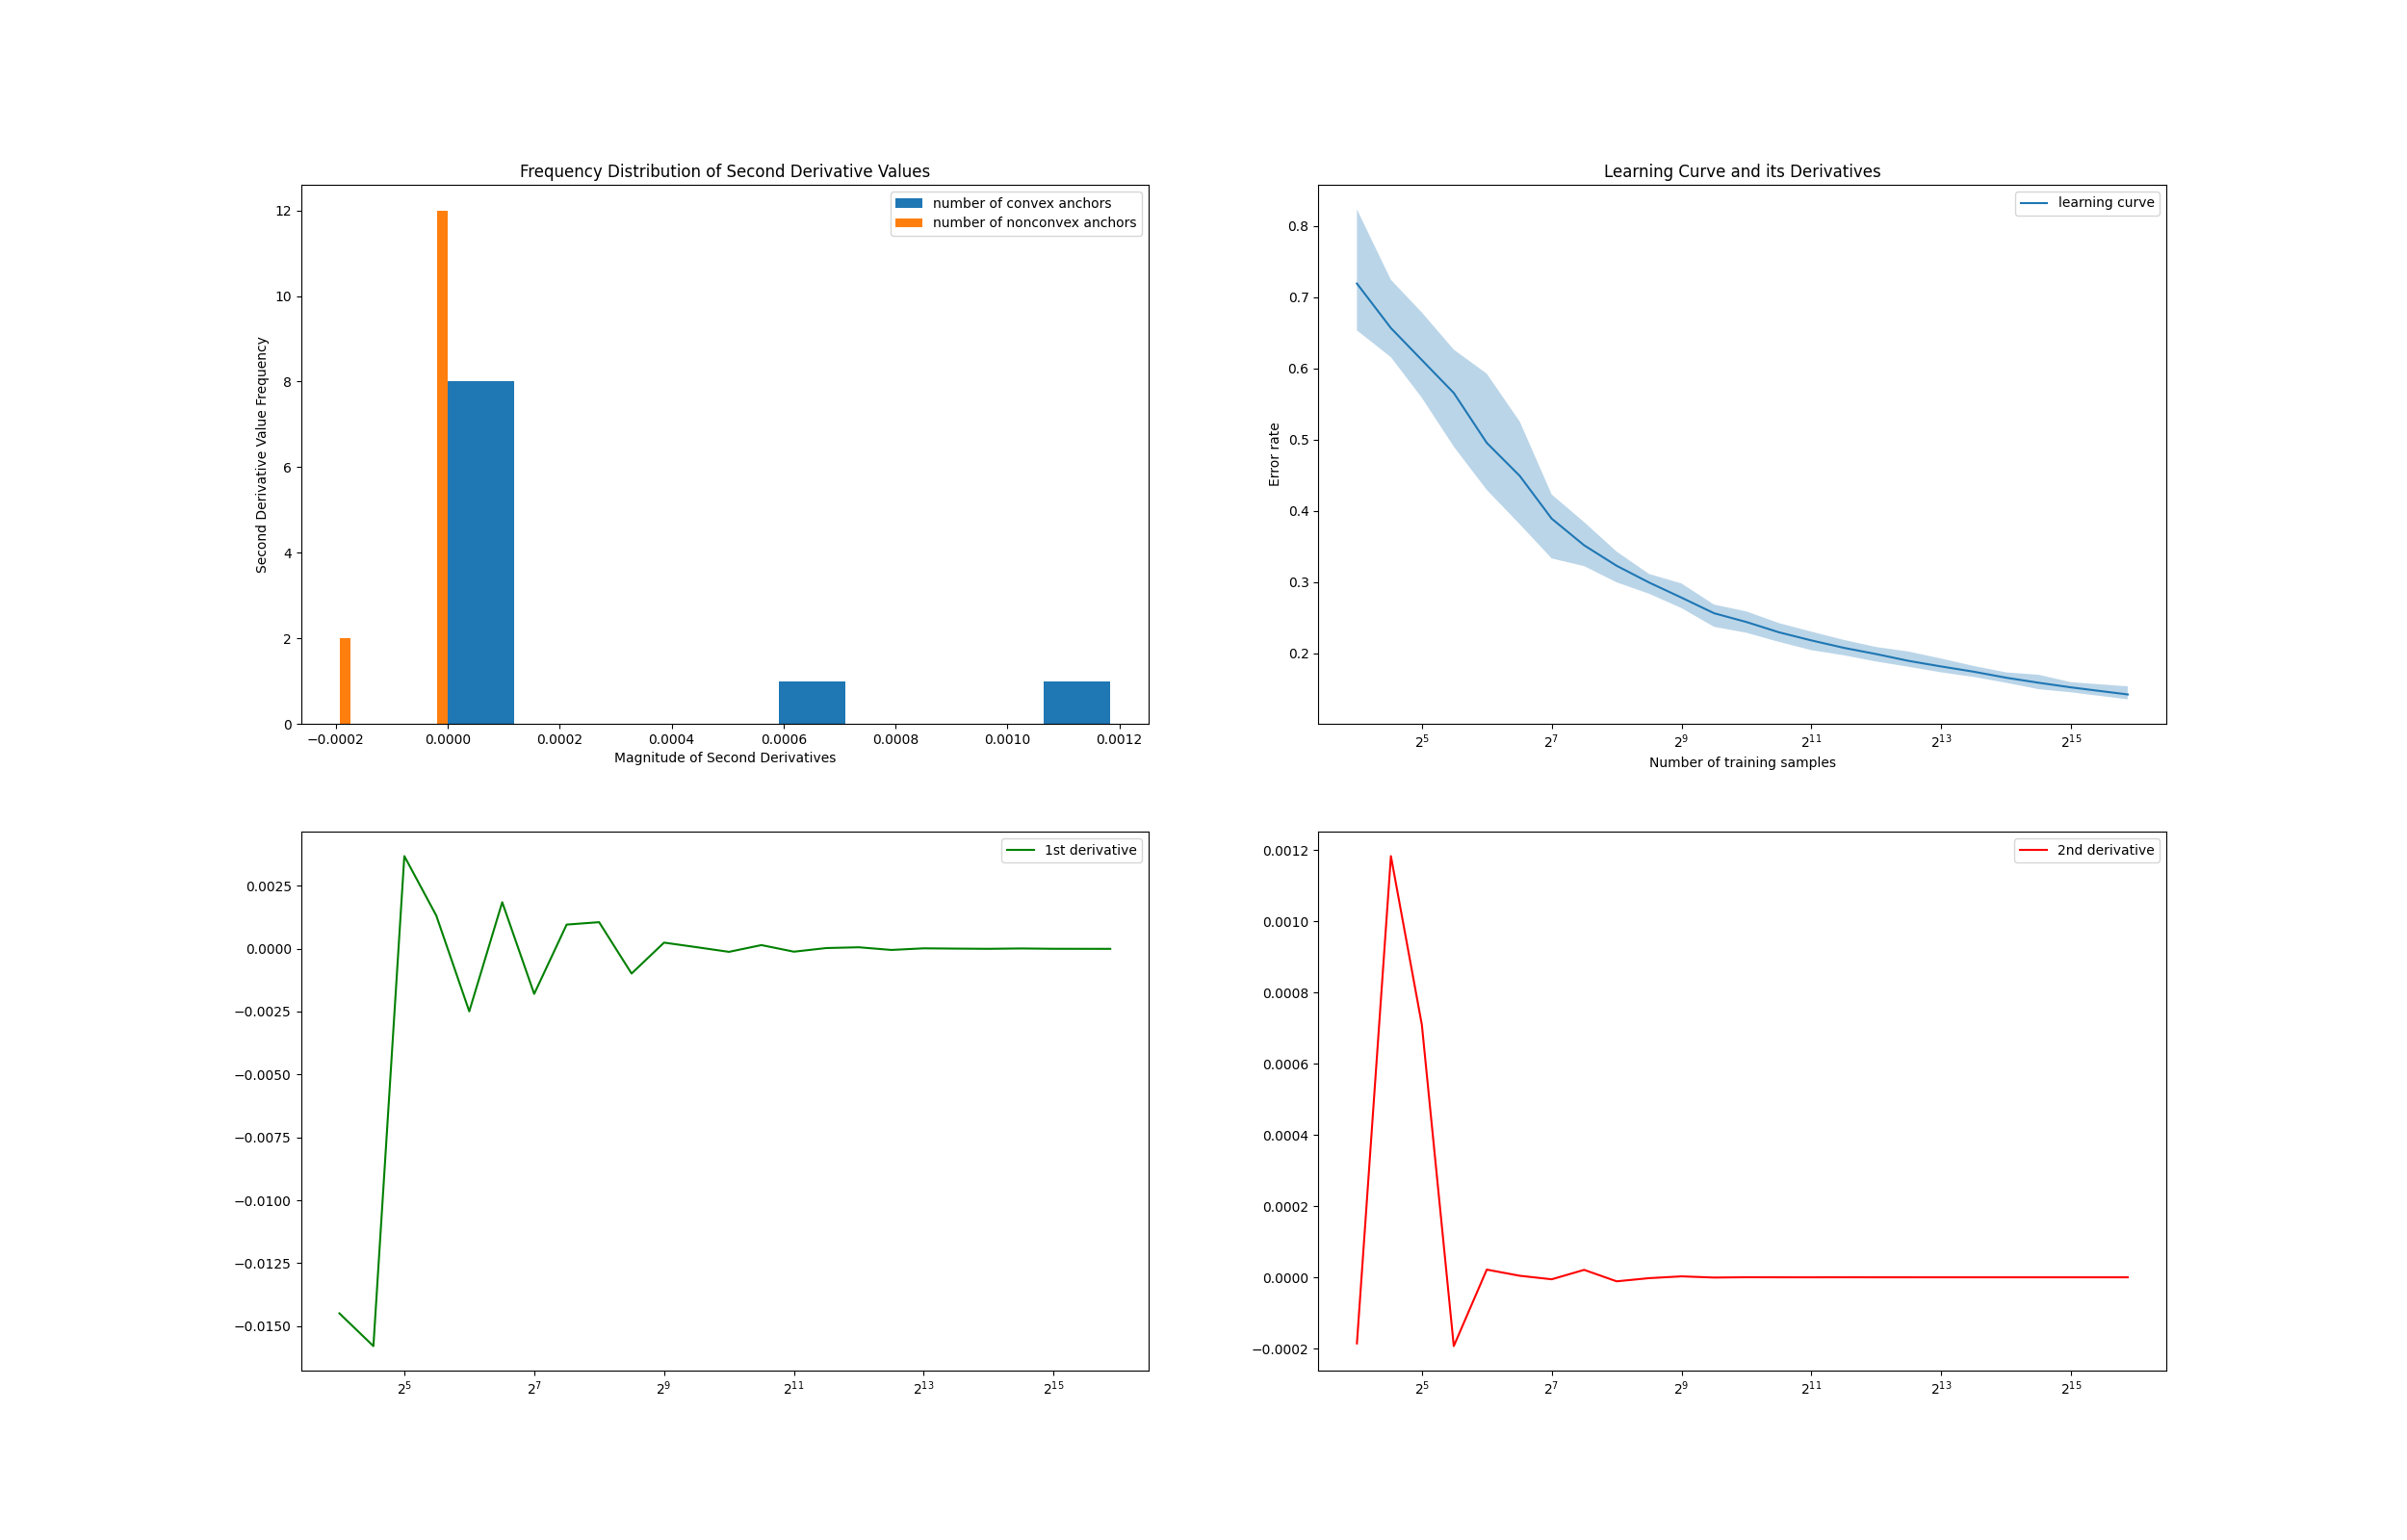 Frequency Distribution of Second Derivative Values
number of convex anchors
number of nonconvex anchors
12
10
8
6
4
2
0
Second Derivative Value Frequency
−0.0002 0.0000 0.0002 0.0004 0.0006 0.0008 0.0010 0.0012
Magnitude of Second Derivatives
Learning Curve and its Derivatives
learning curve
0.8
0.7
0.6
0.5
0.4
0.3
0.2
Error rate
2^5 2^7 2^9 2^11 2^13 2^15
Number of training samples
1st derivative
0.0025
0.0000
−0.0025
−0.0050
−0.0075
−0.0100
−0.0125
−0.0150
2^5 2^7 2^9 2^11 2^13 2^15
2nd derivative
0.0012
0.0010
0.0008
0.0006
0.0004
0.0002
0.0000
−0.0002
2^5 2^7 2^9 2^11 2^13 2^15